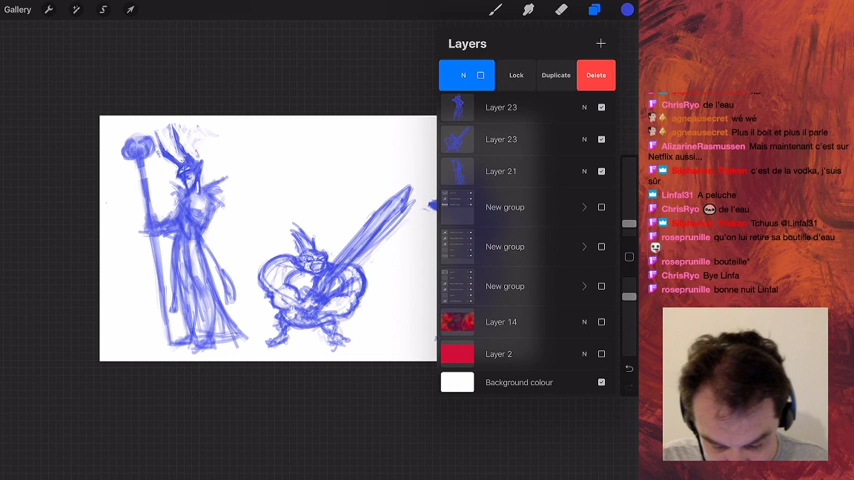 Gallery
Layers
N
Lock
Duplicate
Delete
Layer 23
N
Layer 23
N
Layer 21
N
New group
New group
New group
Layer 14
N
Layer 2
N
Background colour
ChrisRyo de l'eau
agneausecret wé wé
agneausecret Plus il boit et plus il parle
AlizarineRasmussen Mais maintenant c'est sur
Netflix aussi...
c'est de la vodka, j'suis
sûr
Linfal31 A peluche
ChrisRyo de l'eau
Tchuus @Linfal31
roseprunille qu'on lui retire sa boutille d'eau
roseprunille bouteille*
ChrisRyo Bye Linfa
roseprunille bonne nuit Linfal